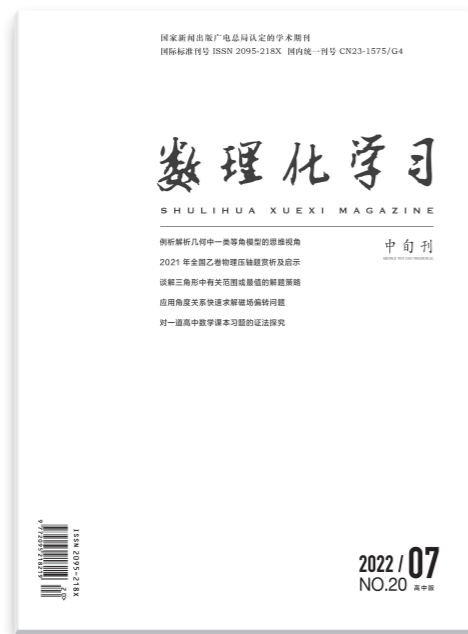 国家新闻出版广电总局认定的学术期刊
国际标准刊号 ISSN 2095-218X 国内统一刊号 CN23-1575/G4
数理化学习
SHULIHUA XUEXI MAGAZINE
中旬刊
例析解析几何中一类等角模型的思维视角
2021 年全国乙卷物理压轴题赏析及启示
谈解三角形中有关范围或最值的解题策略
应用角度关系快速求解磁场偏转问题
对一道高中数学课本习题的证法探究
ISSN 2095-218X
2022 / 07
NO.20 高中版